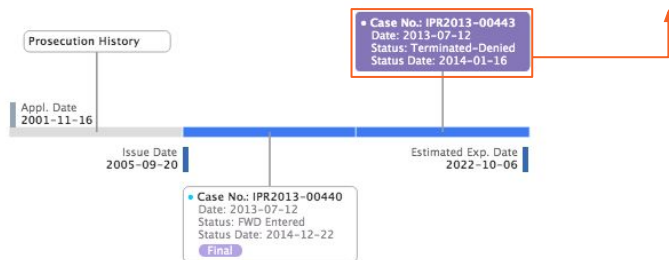 • Case No.: IPR2013-00443
Date: 2013-07-12
Status: Terminated-Denied
Status Date: 2014-01-16
Prosecution History
Appl. Date
2001-11-16
Issue Date
2005-09-20
Estimated Exp. Date
2022-10-06
• Case No.: IPR2013-00440
Date: 2013-07-12
Status: FWD Entered
Status Date: 2014-12-22
Final